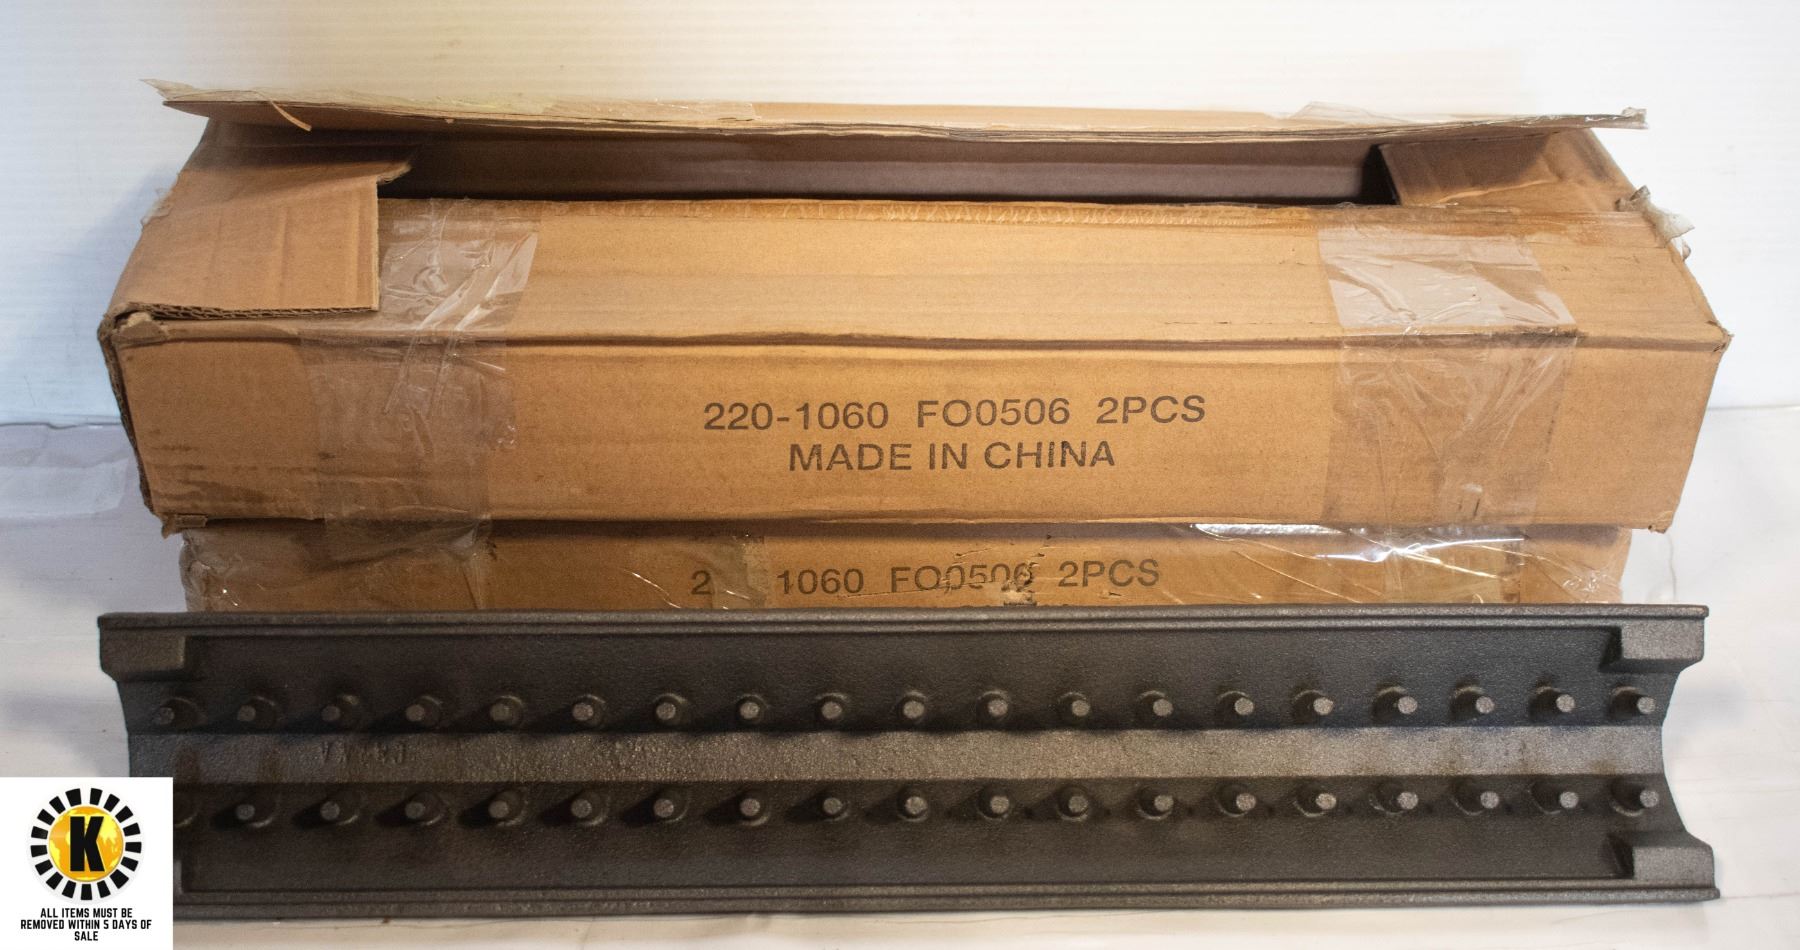 220-1060 FO0506 2PCS
MADE IN CHINA
1060 FO0506 2PCS
K
ALL ITEMS MUST BE
REMOVED WITHIN 5 DAYS OF
SALE